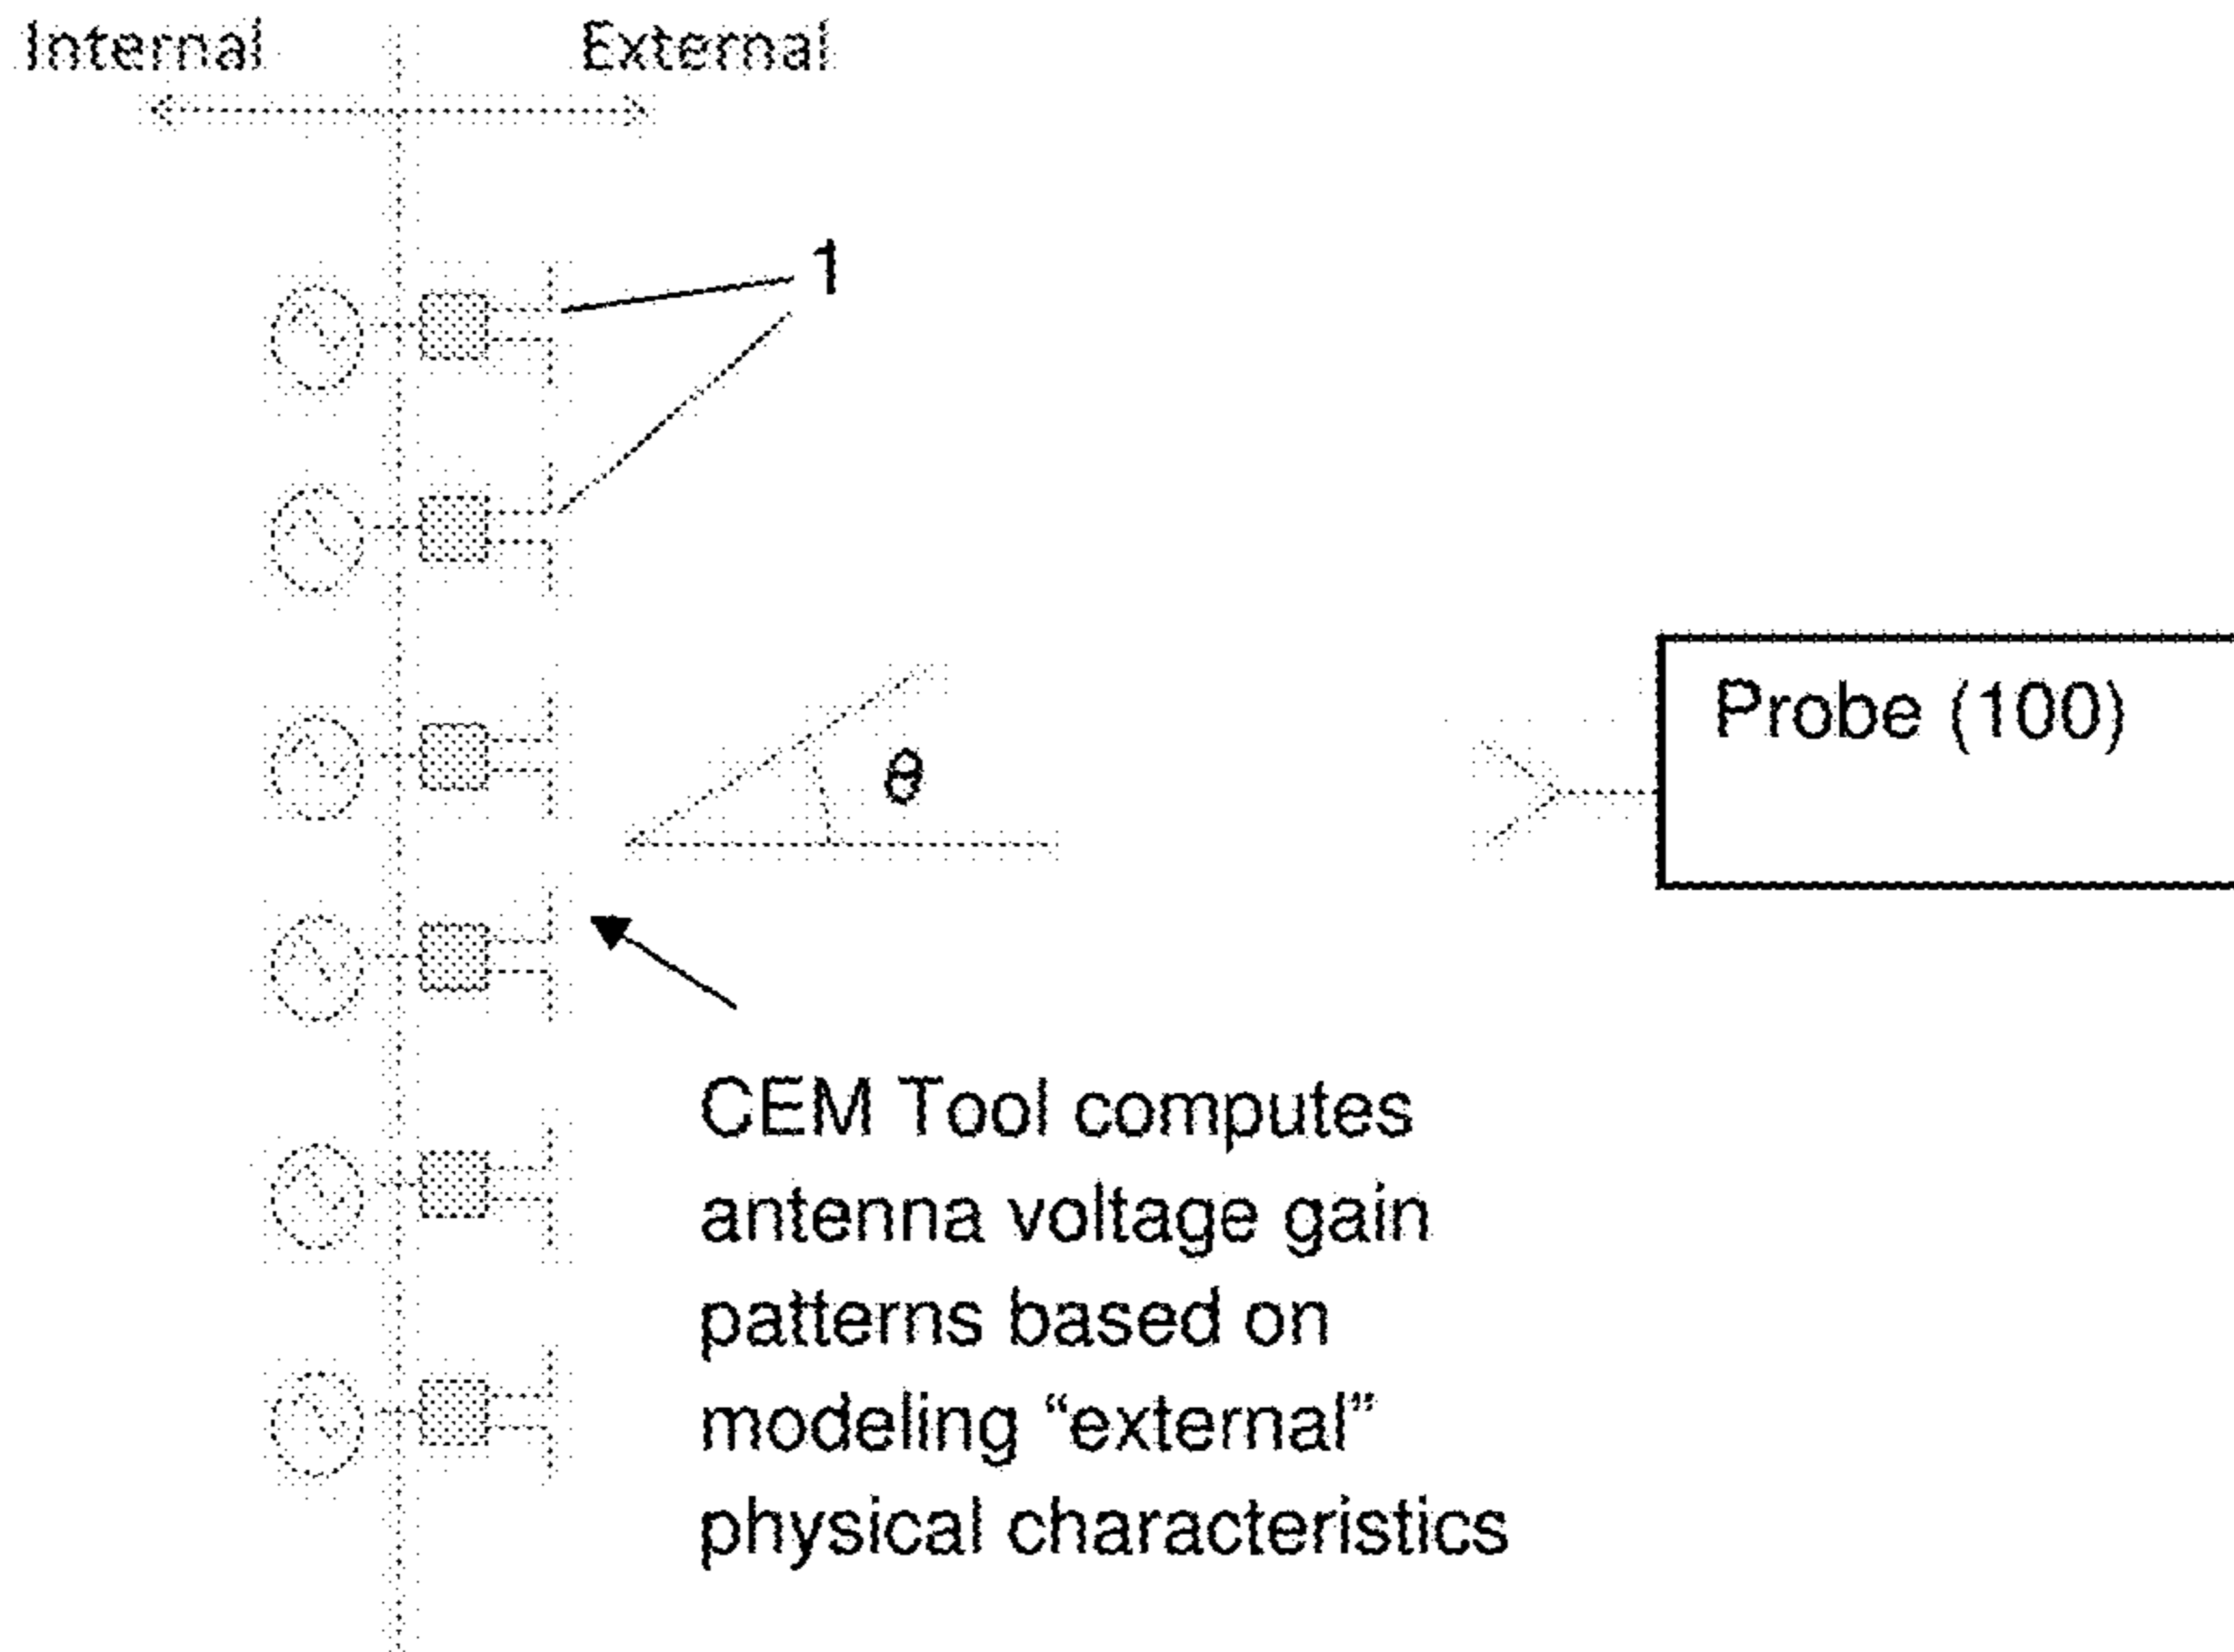 Internal
External
1
θ
Probe (100)
CEM Tool computes
antenna voltage gain
patterns based on
modeling “external”
physical characteristics